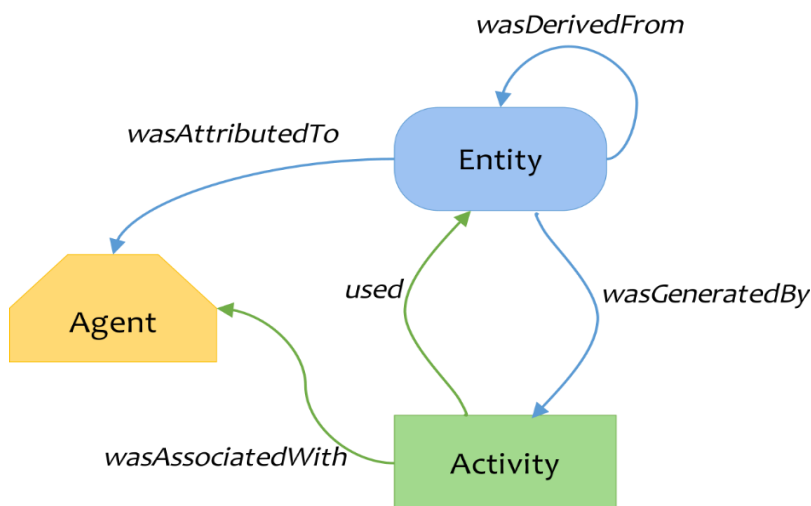 wasDerivedFrom
wasAttributedTo
Entity
used
wasGeneratedBy
Agent
wasAssociatedWith
Activity